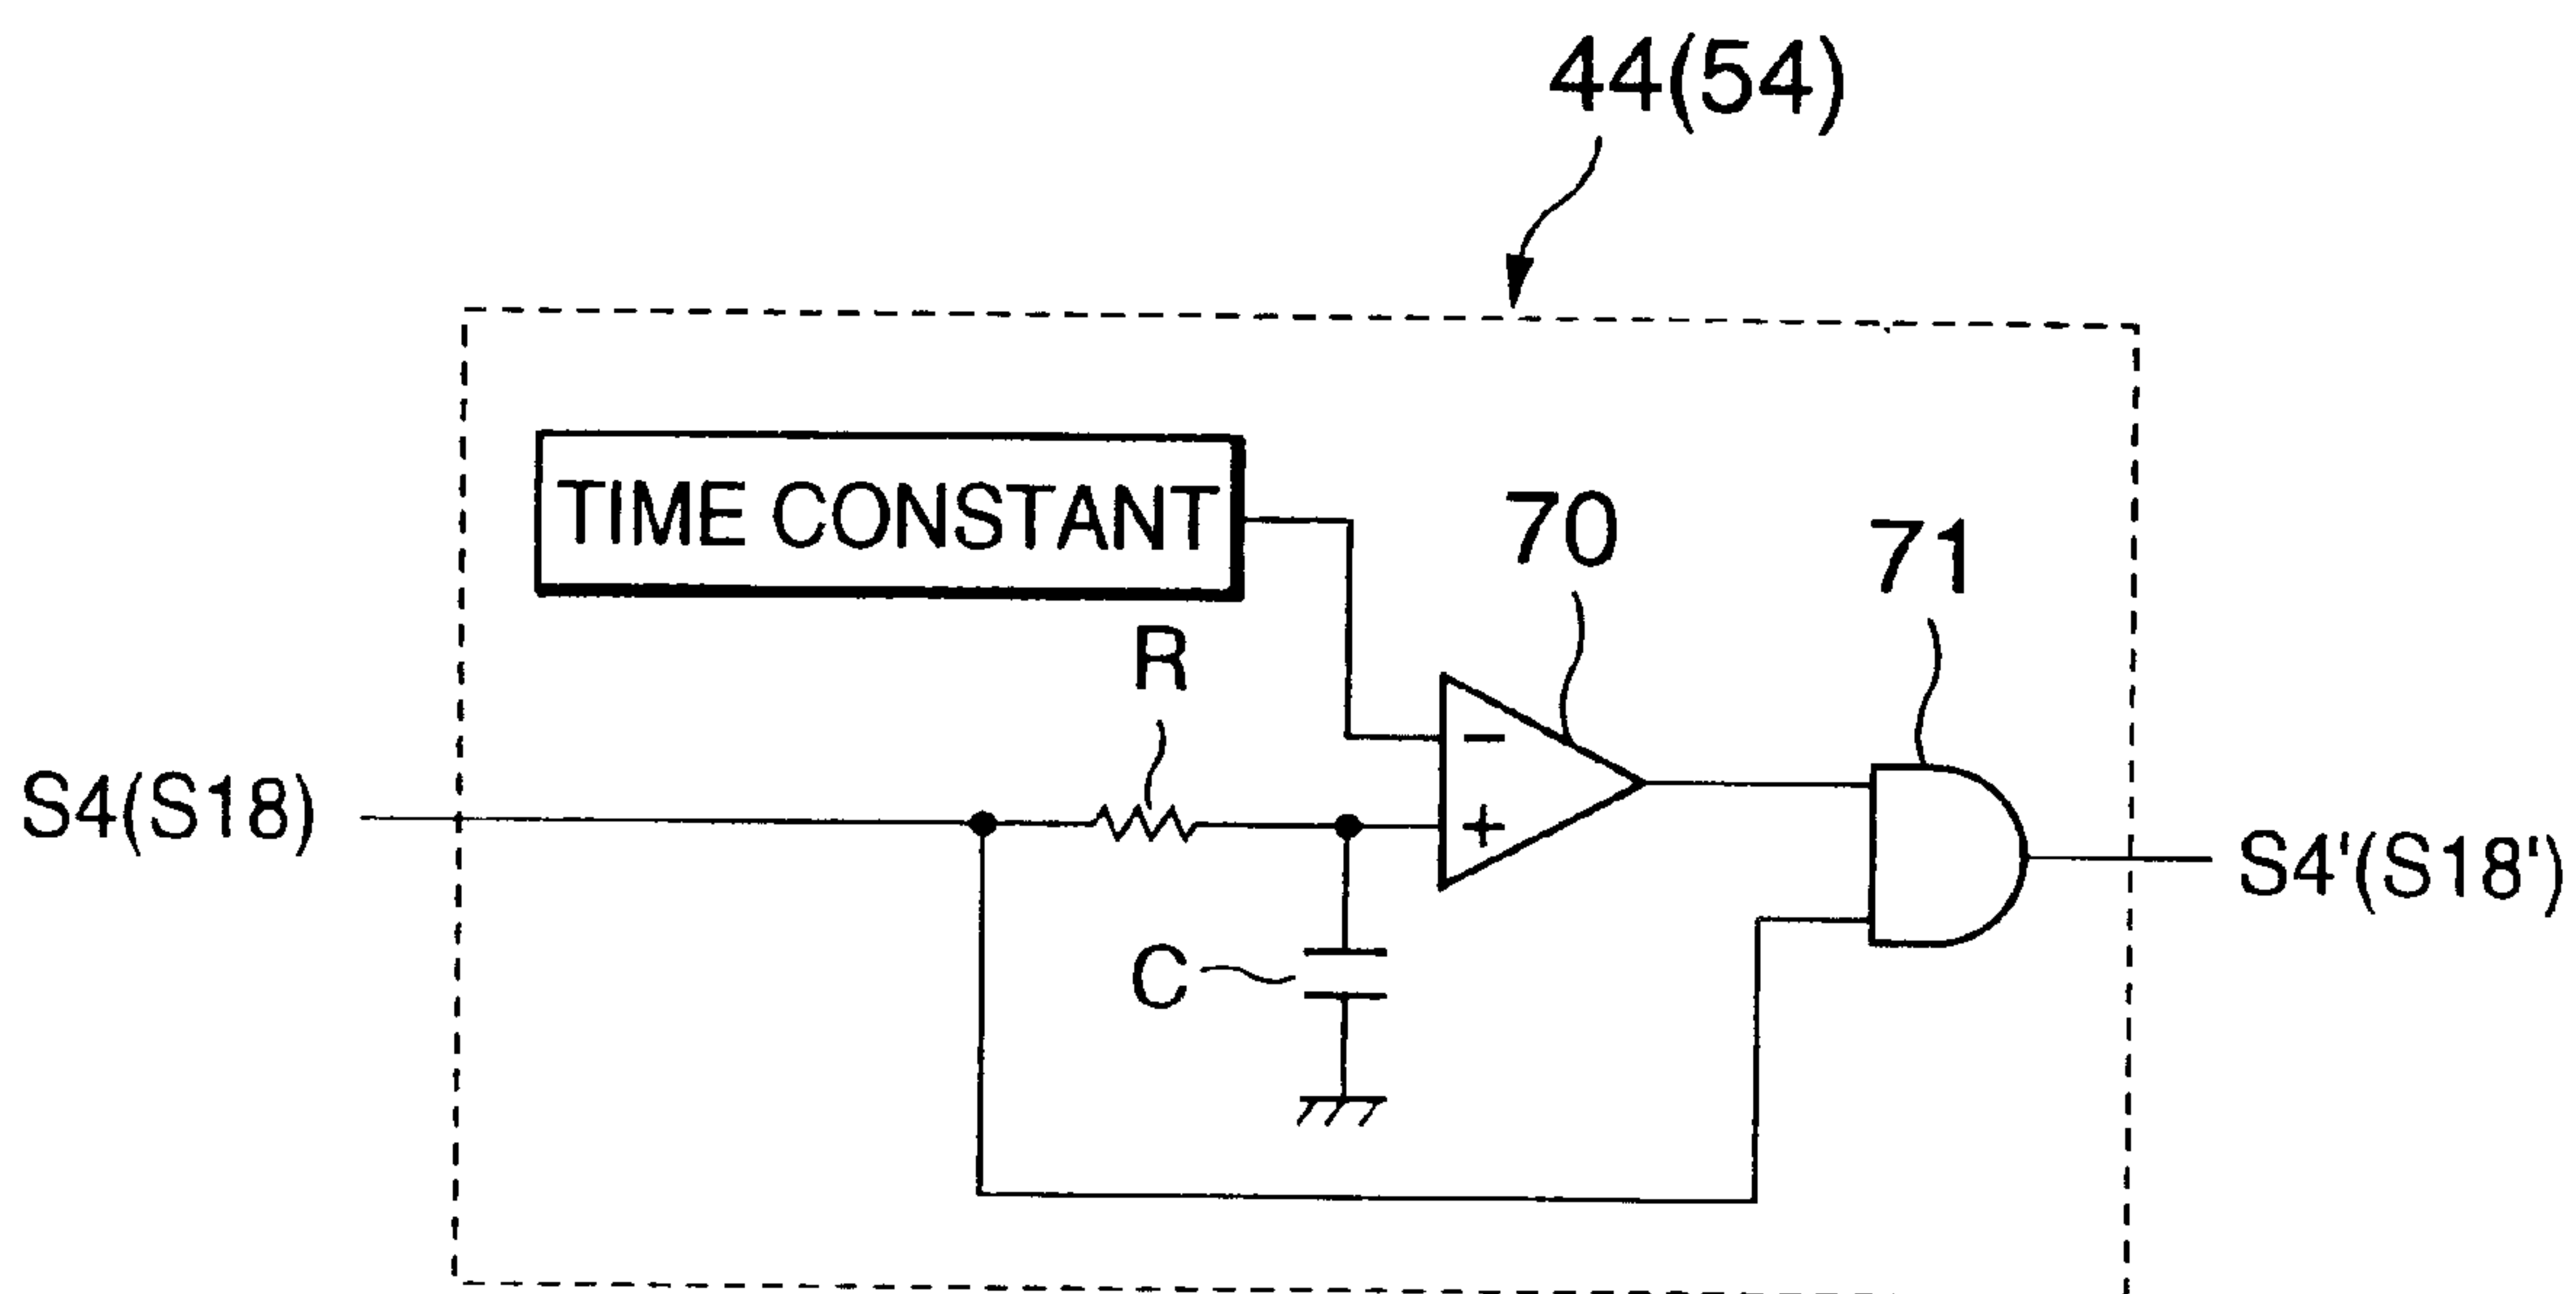 44(54)
TIME CONSTANT
70
71
R
−
S4(S18)
+
S4'(S18')
C